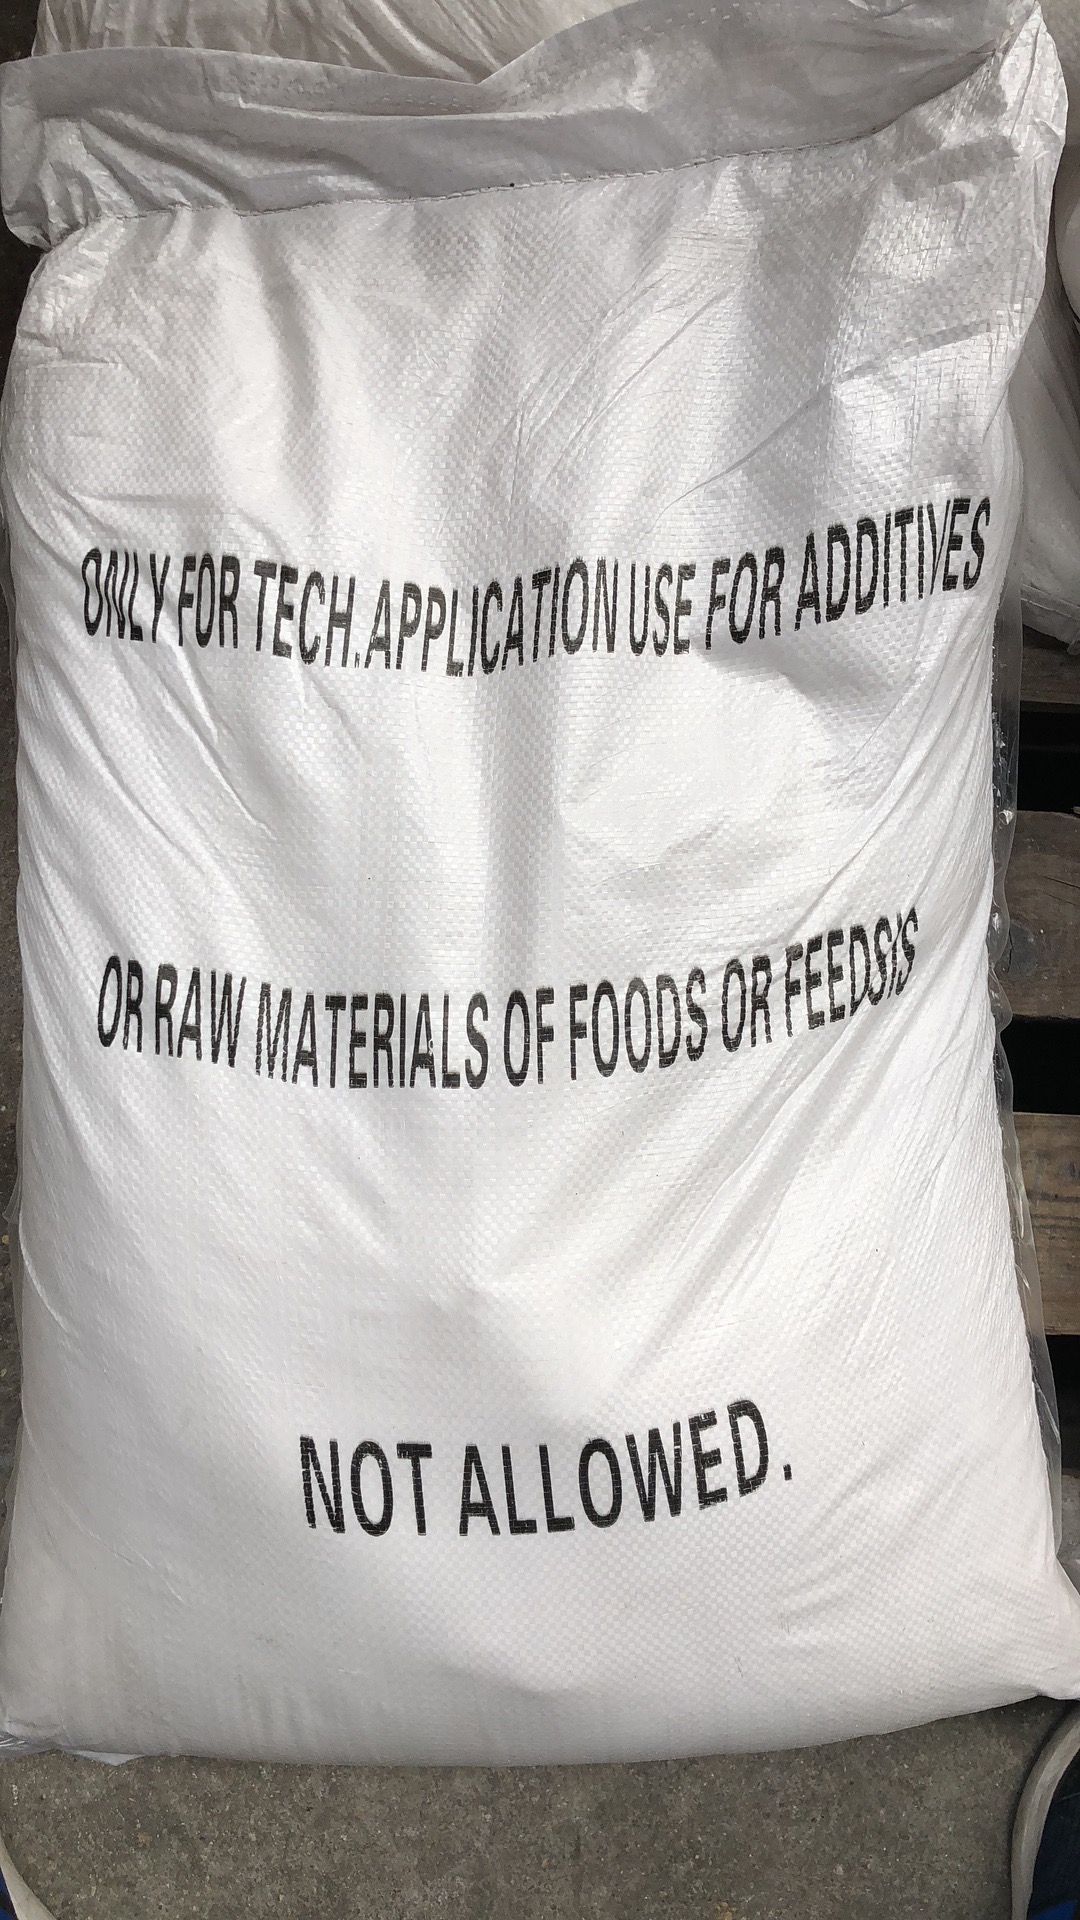 ONLY FOR TECH.APPLICATION USE FOR ADDITIVES
OR RAW MATERIALS OF FOODS OR FEEDSIS
NOT ALLOWED.